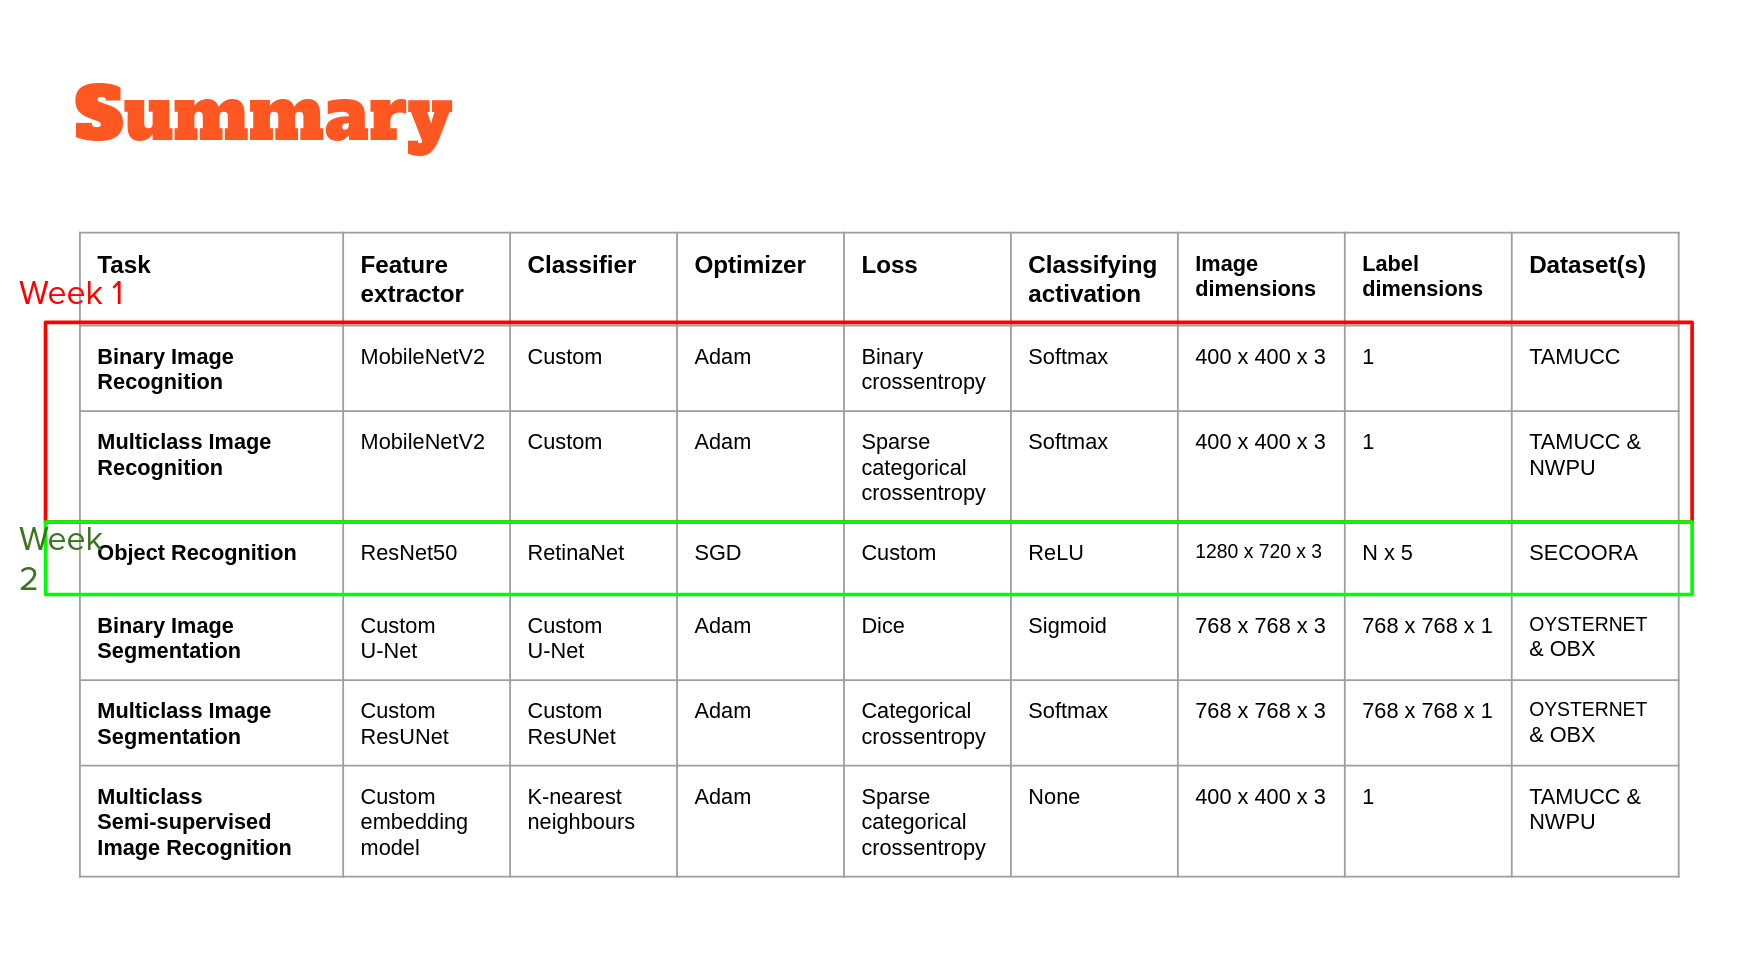 Summary
Task Feature extractor Classifier Optimizer Loss Classifying activation Image dimensions Label dimensions Dataset(s)
Week 1
Binary Image Recognition MobileNetV2 Custom Adam Binary crossentropy Softmax 400 x 400 x 3 1 TAMUCC
Multiclass Image Recognition MobileNetV2 Custom Adam Sparse categorical crossentropy Softmax 400 x 400 x 3 1 TAMUCC & NWPU
Week 2
Object Recognition ResNet50 RetinaNet SGD Custom ReLU 1280 x 720 x 3 N x 5 SECOORA
Binary Image Segmentation Custom U-Net Custom U-Net Adam Dice Sigmoid 768 x 768 x 3 768 x 768 x 1 OYSTERNET & OBX
Multiclass Image Segmentation Custom ResUNet Custom ResUNet Adam Categorical crossentropy Softmax 768 x 768 x 3 768 x 768 x 1 OYSTERNET & OBX
Multiclass Semi-supervised Image Recognition Custom embedding model K-nearest neighbours Adam Sparse categorical crossentropy None 400 x 400 x 3 1 TAMUCC & NWPU